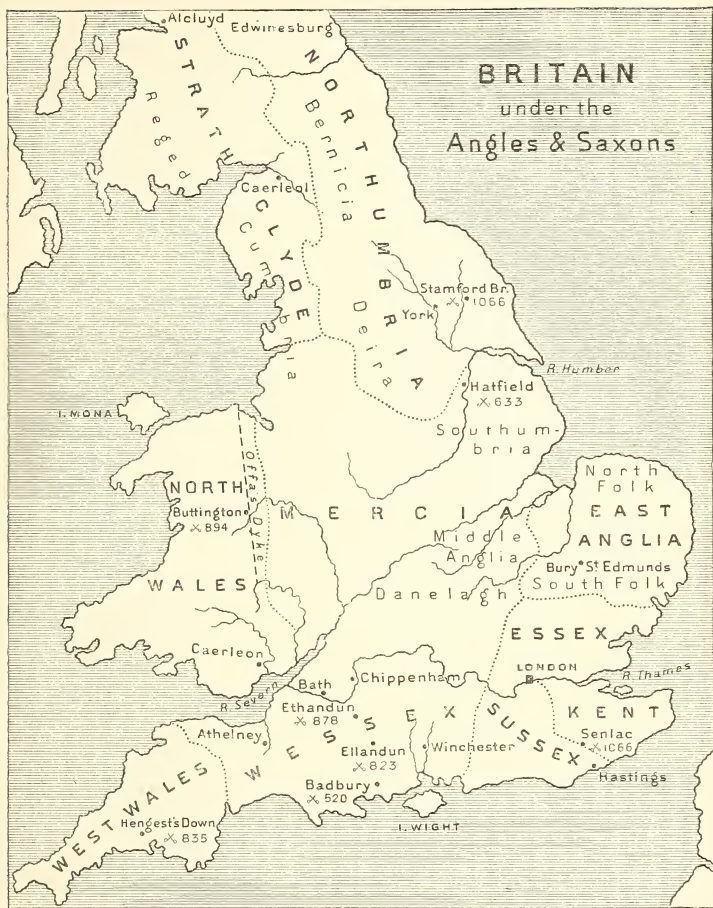 BRITAIN
under the
Angles & Saxons
Alcluyd
Edwinesburg
STRATH
CLYDE
Reged
NORTHUMBRIA
Bernicia
Caerleol
Cumbria
Deira
Stamford Br.
1066
York
R. Humber
Hatfield
633
Southum-
bria
I. MONA
Offas Dyke
NORTH
WALES
Buttington
894
MERCIA
North
Folk
EAST
ANGLIA
Middle
Anglia
Bury St Edmunds
South Folk
Danelagh
ESSEX
Caerleon
LONDON
R. Thames
R. Severn
Bath
Chippenham
Ethandun
878
WESSEX
SUSSEX
KENT
Athelney
Ellandun
823
Winchester
Senlac
1066
Hastings
Badbury
520
WEST WALES
Hengest's Down
835
I. WIGHT